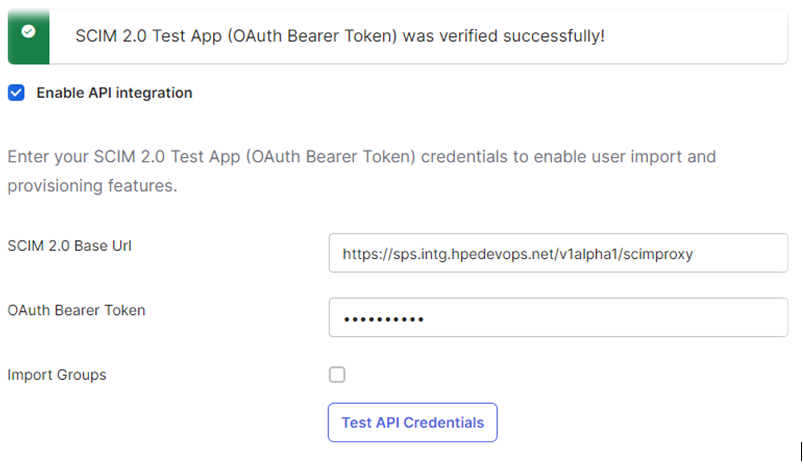 SCIM 2.0 Test App (OAuth Bearer Token) was verified successfully!
Enable API integration
Enter your SCIM 2.0 Test App (OAuth Bearer Token) credentials to enable user import and
provisioning features.
SCIM 2.0 Base Url
https://sps.intg.hpedevops.net/v1alpha1/scimproxy
OAuth Bearer Token
••••••••••
Import Groups
Test API Credentials